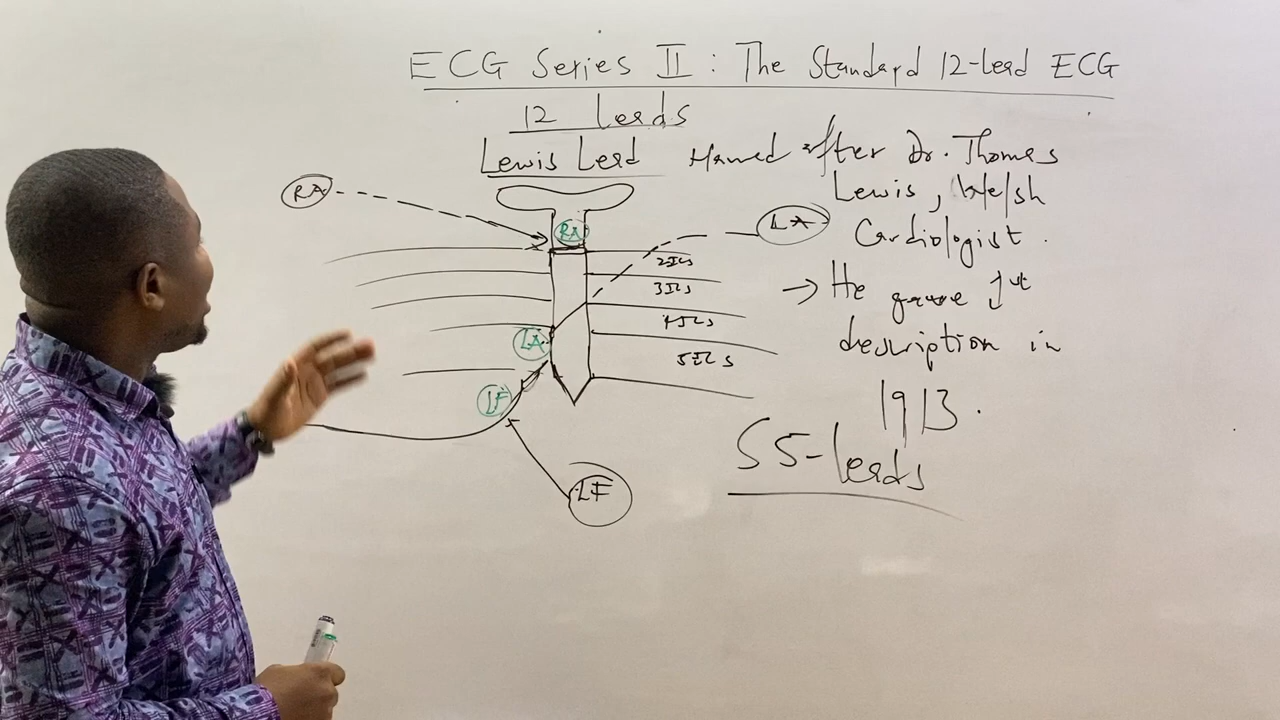 ECG Series II : The Standard 12-lead ECG
12 Leads
Lewis Lead Named after Dr. Thomas
Lewis, Welsh
Cardiologist.
→ He gave 1st
description in
1913.
S5-leads
RA
RA
LA
2ICS
3ICS
4ICS
5ICS
LA
LF
LF